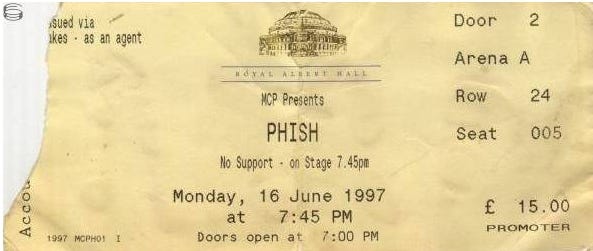 ssued via
kes - as an agent
ROYAL ALBERT HALL
MCP Presents
PHISH
No Support - on Stage 7.45pm
Monday, 16 June 1997
at 7:45 PM
Doors open at 7:00 PM
1997 MCPH01 I
Accou
Door 2
Arena A
Row 24
Seat 005
£ 15.00
PROMOTER